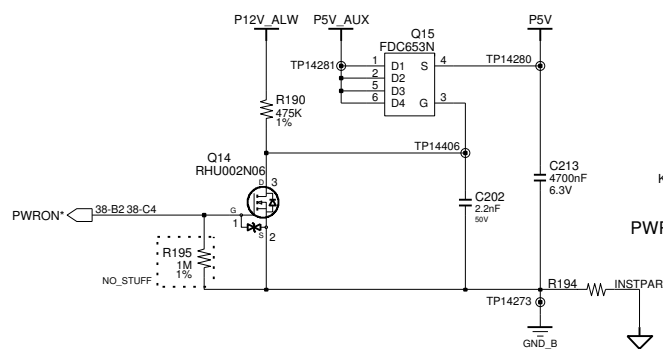 P12V_ALW
P5V_AUX
P5V
Q15
FDC653N
TP14281
1
2
5
6
D1
D2
D3
D4
S
G
4
3
TP14280
R190
475K
1%
TP14406
Q14
RHU002N06
D
3
G
1
S
2
C202
2.2nF
50V
C213
4700nF
6.3V
K
PWR
PWRON*
38-B2 38-C4
R195
1M
1%
NO_STUFF
R194
INSTPAR
TP14273
GND_B